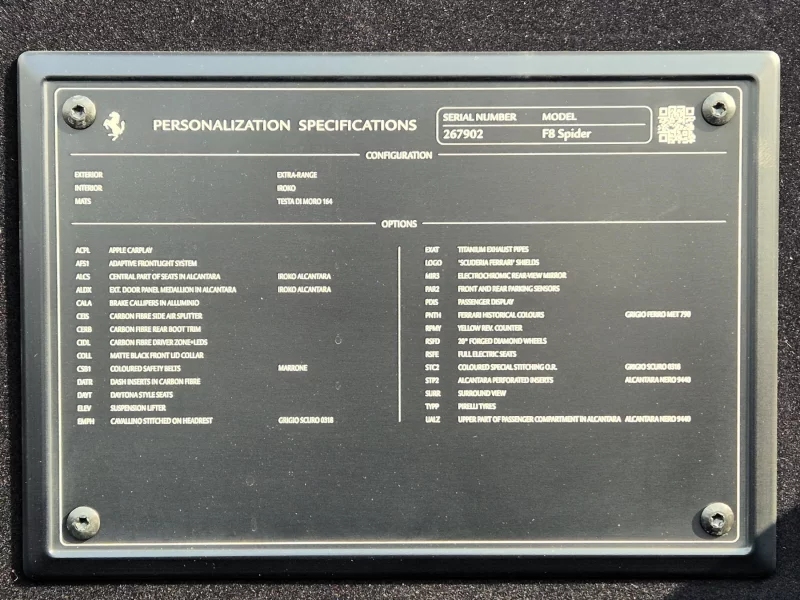 PERSONALIZATION SPECIFICATIONS
SERIAL NUMBER MODEL
267902 F8 Spider
CONFIGURATION
EXTERIOR EXTRA-RANGE
INTERIOR IROKO
MATS TESTA DI MORO 164
OPTIONS
ACPL APPLE CARPLAY
AFS1 ADAPTIVE FRONTLIGHT SYSTEM
ALCS CENTRAL PART OF SEATS IN ALCANTARA IROKO ALCANTARA
ALDX EXT. DOOR PANEL MEDALLION IN ALCANTARA IROKO ALCANTARA
CALA BRAKE CALLIPERS IN ALLUMINIO
CEIS CARBON FIBRE SIDE AIR SPLITTER
CERB CARBON FIBRE REAR BOOT TRIM
CIDL CARBON FIBRE DRIVER ZONE+LEDS
COLL MATTE BLACK FRONT LID COLLAR
CSB1 COLOURED SAFETY BELTS MARRONE
DATR DASH INSERTS IN CARBON FIBRE
DAYT DAYTONA STYLE SEATS
ELEV SUSPENSION LIFTER
EMPH CAVALLINO STITCHED ON HEADREST GRIGIO SCURO 0318
EXAT TITANIUM EXHAUST PIPES
LOGO "SCUDERIA FERRARI" SHIELDS
MIR3 ELECTROCHROMIC REAR-VIEW MIRROR
PAR2 FRONT AND REAR PARKING SENSORS
PDIS PASSENGER DISPLAY
PNTH FERRARI HISTORICAL COLOURS GRIGIO FERRO MET 799
RPMY YELLOW REV. COUNTER
RSFD 20" FORGED DIAMOND WHEELS
RSFE FULL ELECTRIC SEATS
STC2 COLOURED SPECIAL STITCHING O.R. GRIGIO SCURO 0318
STP2 ALCANTARA PERFORATED INSERTS ALCANTARA NERO 9440
SURR SURROUND VIEW
TYPP PIRELLI TYRES
UALZ UPPER PART OF PASSENGER COMPARTMENT IN ALCANTARA ALCANTARA NERO 9440